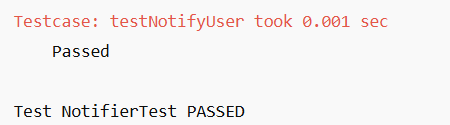 Testcase: testNotifyUser took 0.001 sec
Passed
Test NotifierTest PASSED